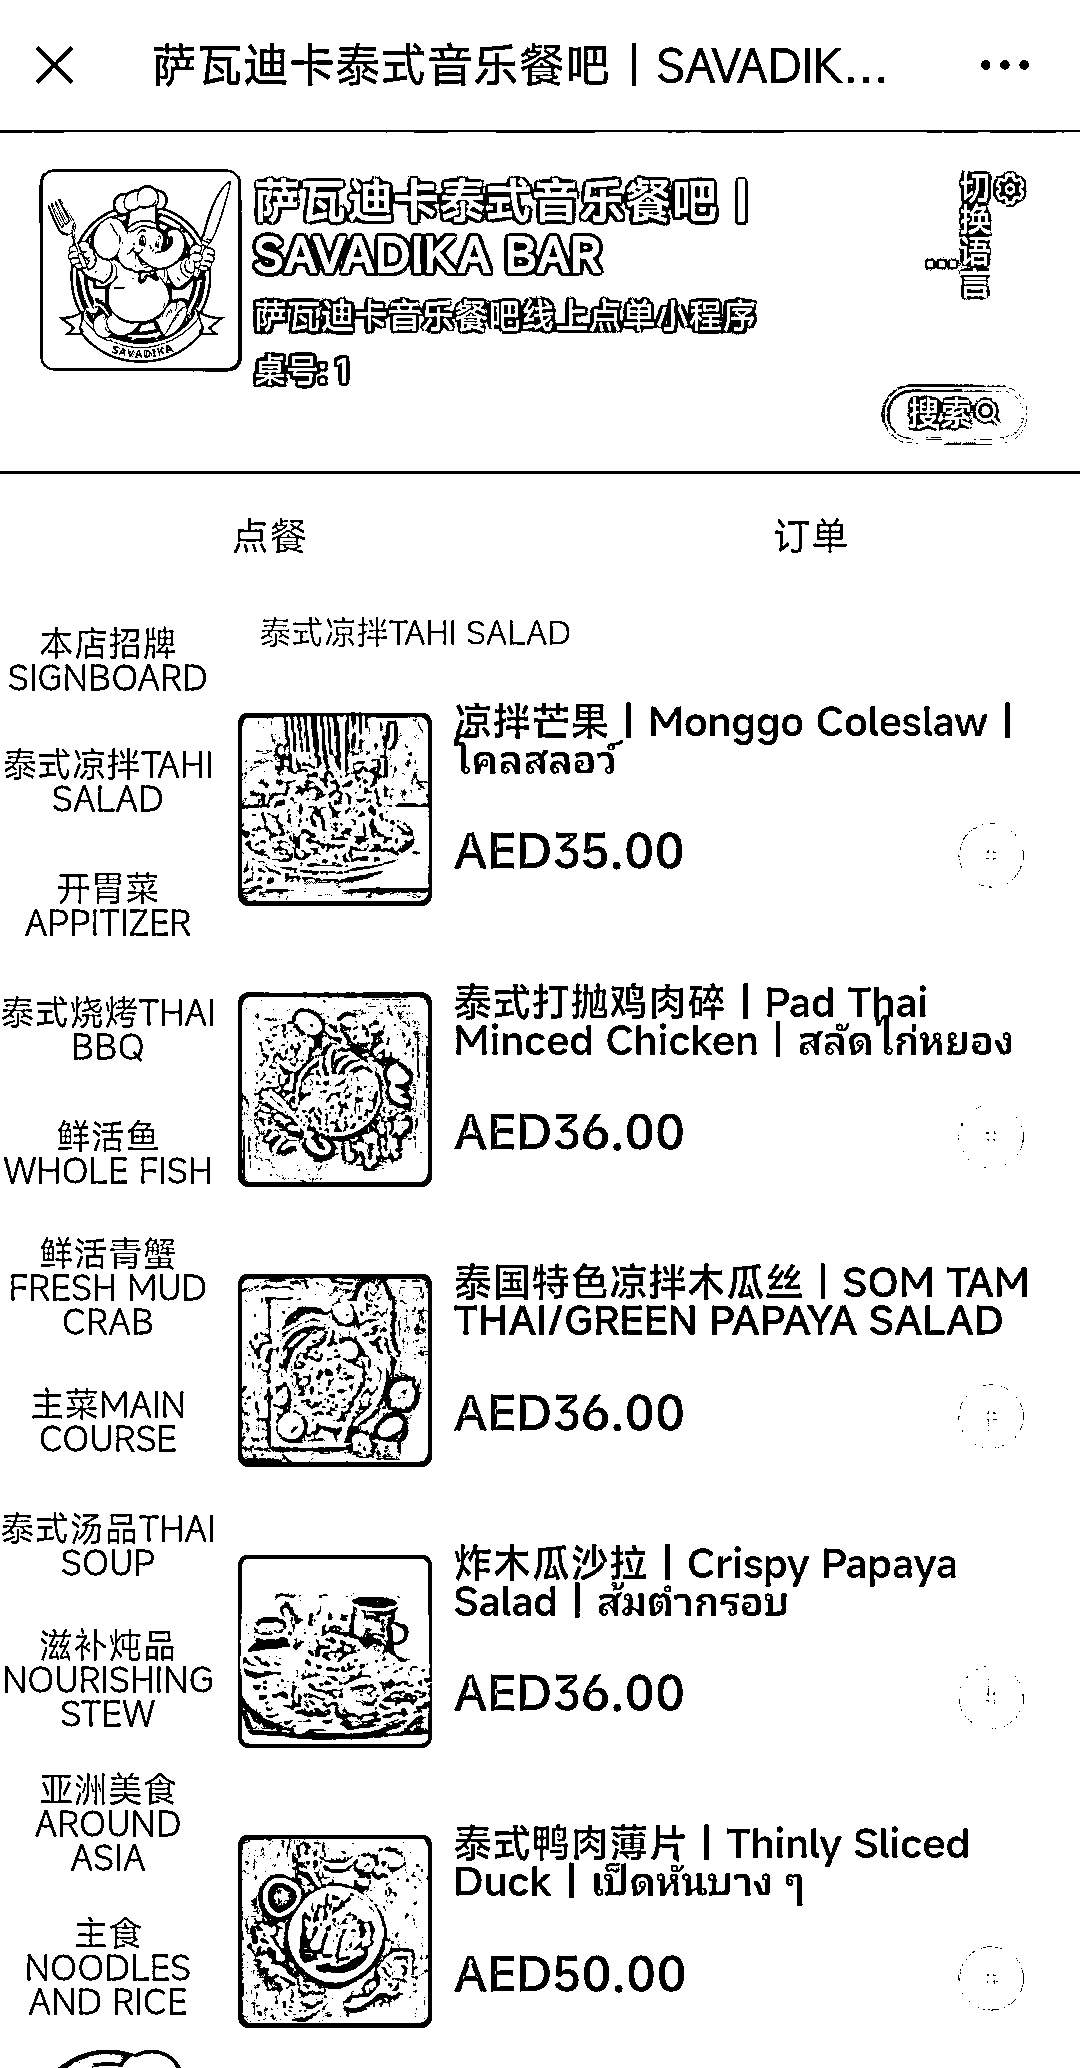 萨瓦迪卡泰式音乐餐吧 | SAVADIK...
萨瓦迪卡泰式音乐餐吧 |
SAVADIKA BAR
萨瓦迪卡音乐餐吧线上点单小程序
桌号:1
SAVADIKA
切换语言
搜索
点餐
订单
本店招牌
SIGNBOARD
泰式凉拌TAHI
SALAD
开胃菜
APPITIZER
泰式烧烤THAI
BBQ
鲜活鱼
WHOLE FISH
鲜活青蟹
FRESH MUD
CRAB
主菜MAIN
COURSE
泰式汤品THAI
SOUP
滋补炖品
NOURISHING
STEW
亚洲美食
AROUND
ASIA
主食
NOODLES
AND RICE
泰式凉拌TAHI SALAD
凉拌芒果 | Monggo Coleslaw |
โคลสลอว์
AED35.00
泰式打抛鸡肉碎 | Pad Thai
Minced Chicken | สลัดไก่หยอง
AED36.00
泰国特色凉拌木瓜丝 | SOM TAM
THAI/GREEN PAPAYA SALAD
AED36.00
炸木瓜沙拉 | Crispy Papaya
Salad | ส้มตำกรอบ
AED36.00
泰式鸭肉薄片 | Thinly Sliced
Duck | เป็ดหั่นบาง ๆ
AED50.00